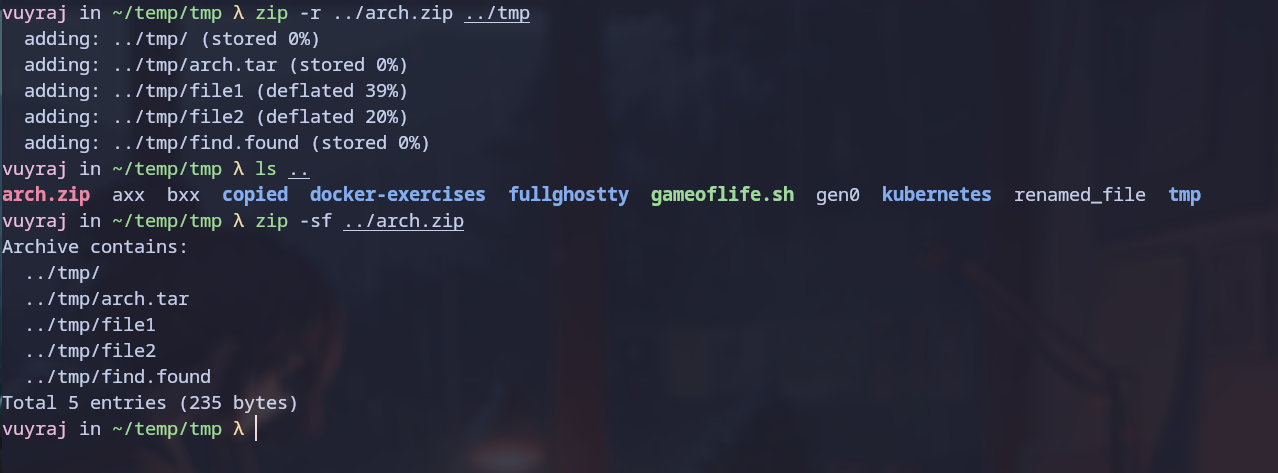 vuyraj in ~/temp/tmp λ zip -r ../arch.zip ../tmp
  adding: ../tmp/ (stored 0%)
  adding: ../tmp/arch.tar (stored 0%)
  adding: ../tmp/file1 (deflated 39%)
  adding: ../tmp/file2 (deflated 20%)
  adding: ../tmp/find.found (stored 0%)
vuyraj in ~/temp/tmp λ ls ..
arch.zip  axx  bxx  copied  docker-exercises  fullghostty  gameoflife.sh  gen0  kubernetes  renamed_file  tmp
vuyraj in ~/temp/tmp λ zip -sf ../arch.zip
Archive contains:
  ../tmp/
  ../tmp/arch.tar
  ../tmp/file1
  ../tmp/file2
  ../tmp/find.found
Total 5 entries (235 bytes)
vuyraj in ~/temp/tmp λ